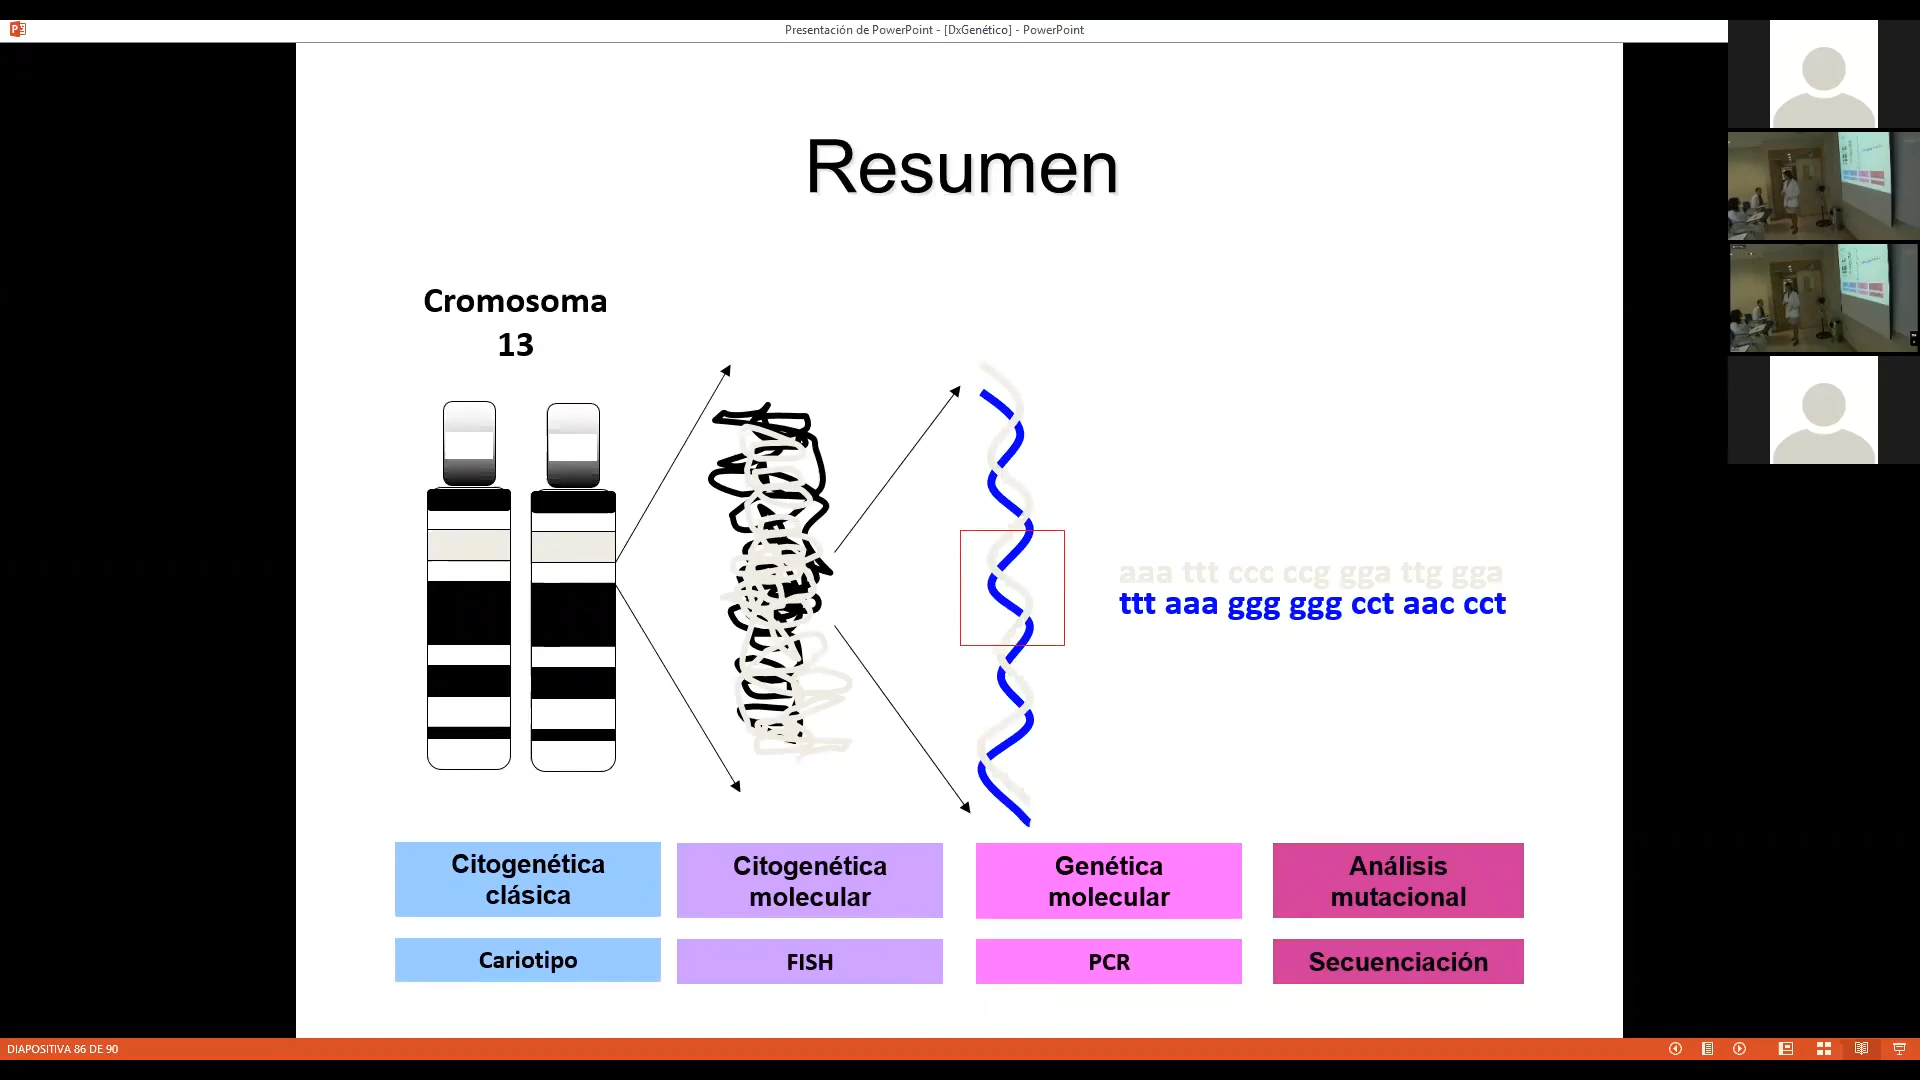 Presentación de PowerPoint - [DxGenético] - PowerPoint
Resumen
Cromosoma
13
aaa ttt ccc ccg gga ttg gga
ttt aaa ggg ggg cct aac cct
Citogenética
clásica
Citogenética
molecular
Genética
molecular
Análisis
mutacional
Cariotipo
FISH
PCR
Secuenciación
DIAPOSITIVA 86 DE 90